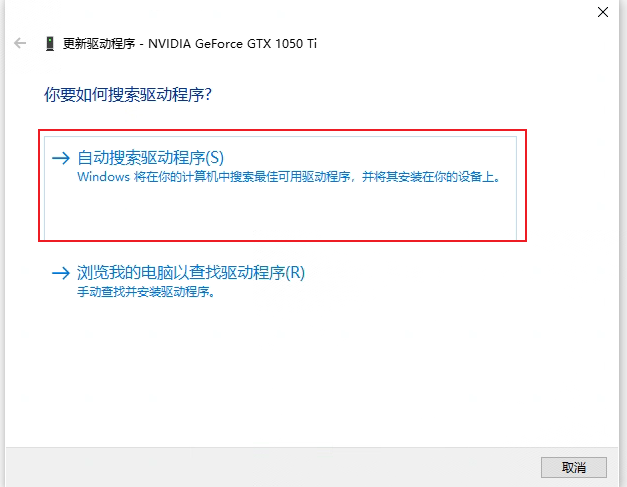 更新驱动程序 - NVIDIA GeForce GTX 1050 Ti
你要如何搜索驱动程序?
自动搜索驱动程序(S)
Windows 将在你的计算机中搜索最佳可用驱动程序，并将其安装在你的设备上。
浏览我的电脑以查找驱动程序(R)
手动查找并安装驱动程序。
取消